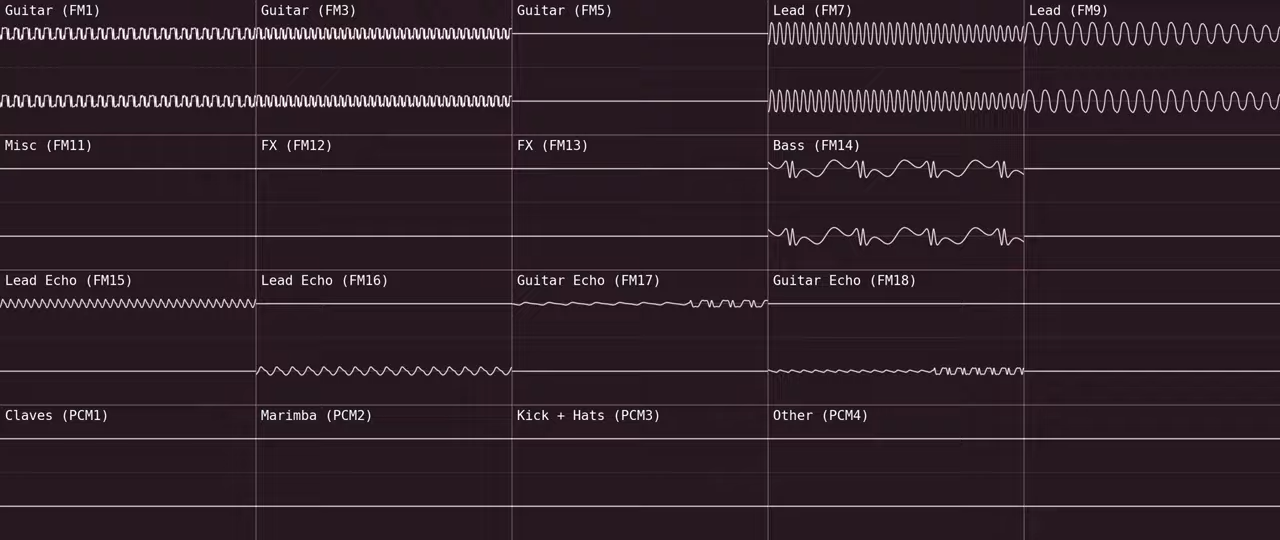 Guitar (FM1)
Guitar (FM3)
Guitar (FM5)
Lead (FM7)
Lead (FM9)
Misc (FM11)
FX (FM12)
FX (FM13)
Bass (FM14)
Lead Echo (FM15)
Lead Echo (FM16)
Guitar Echo (FM17)
Guitar Echo (FM18)
Claves (PCM1)
Marimba (PCM2)
Kick + Hats (PCM3)
Other (PCM4)